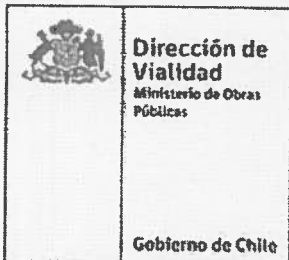 Dirección de
Vialidad
Ministerio de Obras
Públicas
Gobierno de Chile